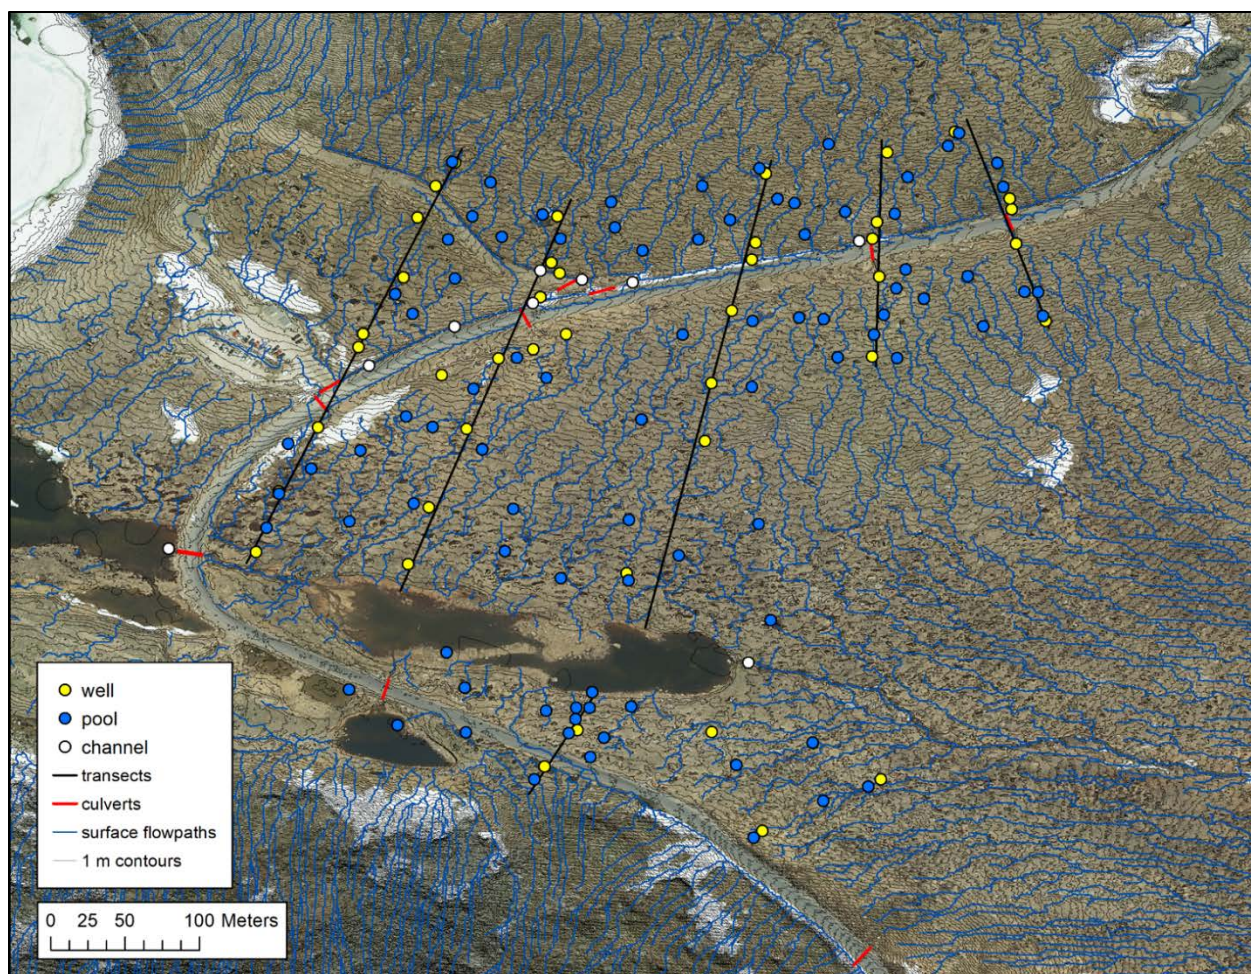 well
pool
channel
transects
culverts
surface flowpaths
1 m contours
0 25 50 100 Meters